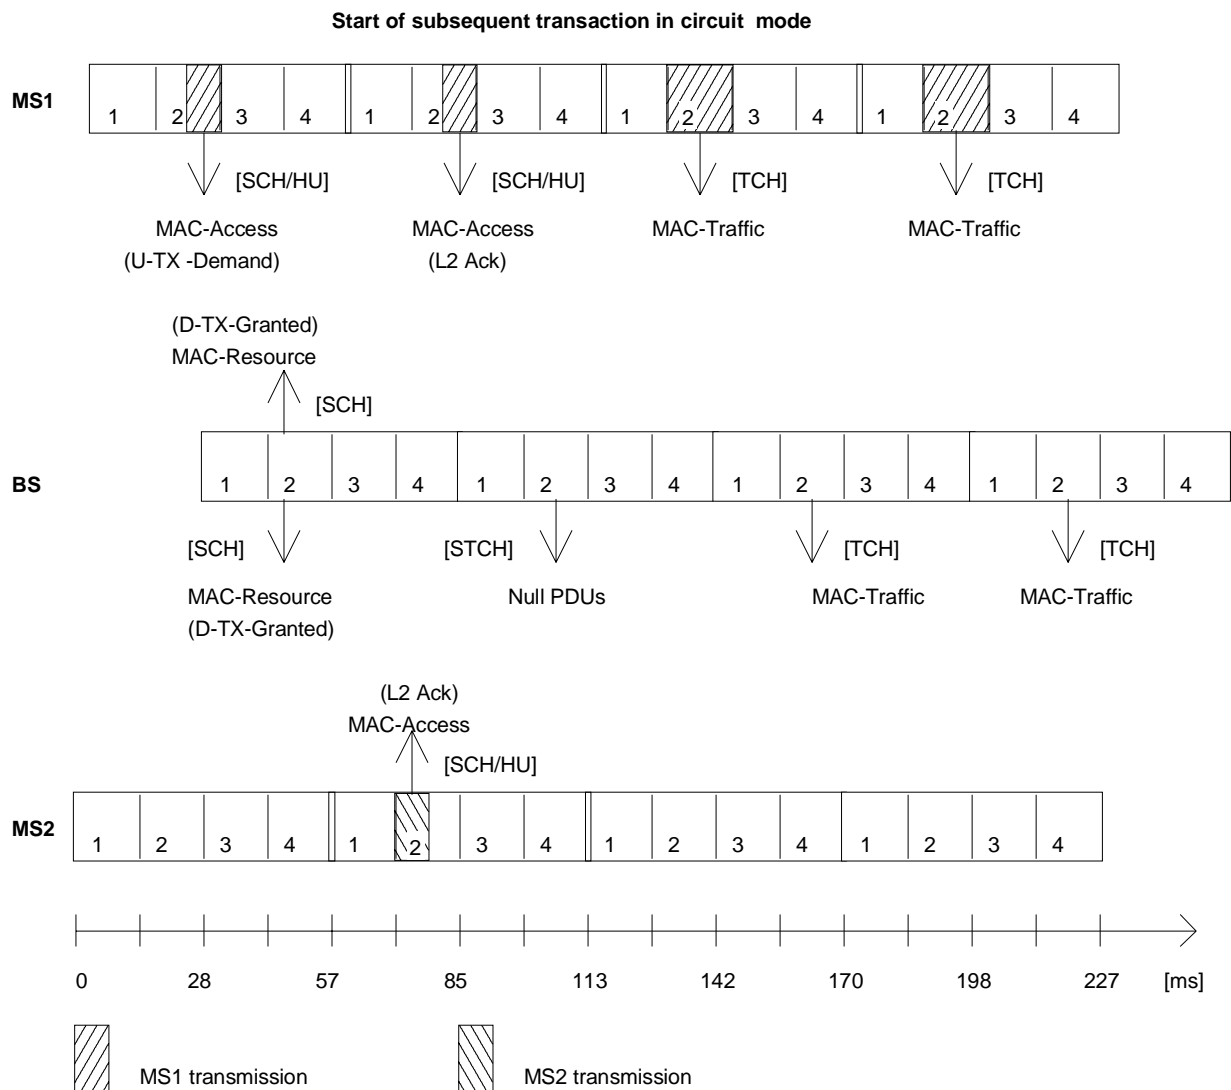 Start of subsequent transaction in circuit mode
MS1
1 2 3 4 1 2 3 4 1 2 3 4 1 2 3 4
[SCH/HU] [SCH/HU] [TCH] [TCH]
MAC-Access MAC-Access MAC-Traffic MAC-Traffic
(U-TX -Demand) (L2 Ack)
(D-TX-Granted)
MAC-Resource
[SCH]
BS
1 2 3 4 1 2 3 4 1 2 3 4 1 2 3 4
[SCH] [STCH] [TCH] [TCH]
MAC-Resource Null PDUs MAC-Traffic MAC-Traffic
(D-TX-Granted)
(L2 Ack)
MAC-Access
[SCH/HU]
MS2
1 2 3 4 1 2 3 4 1 2 3 4 1 2 3 4
0 28 57 85 113 142 170 198 227 [ms]
MS1 transmission MS2 transmission